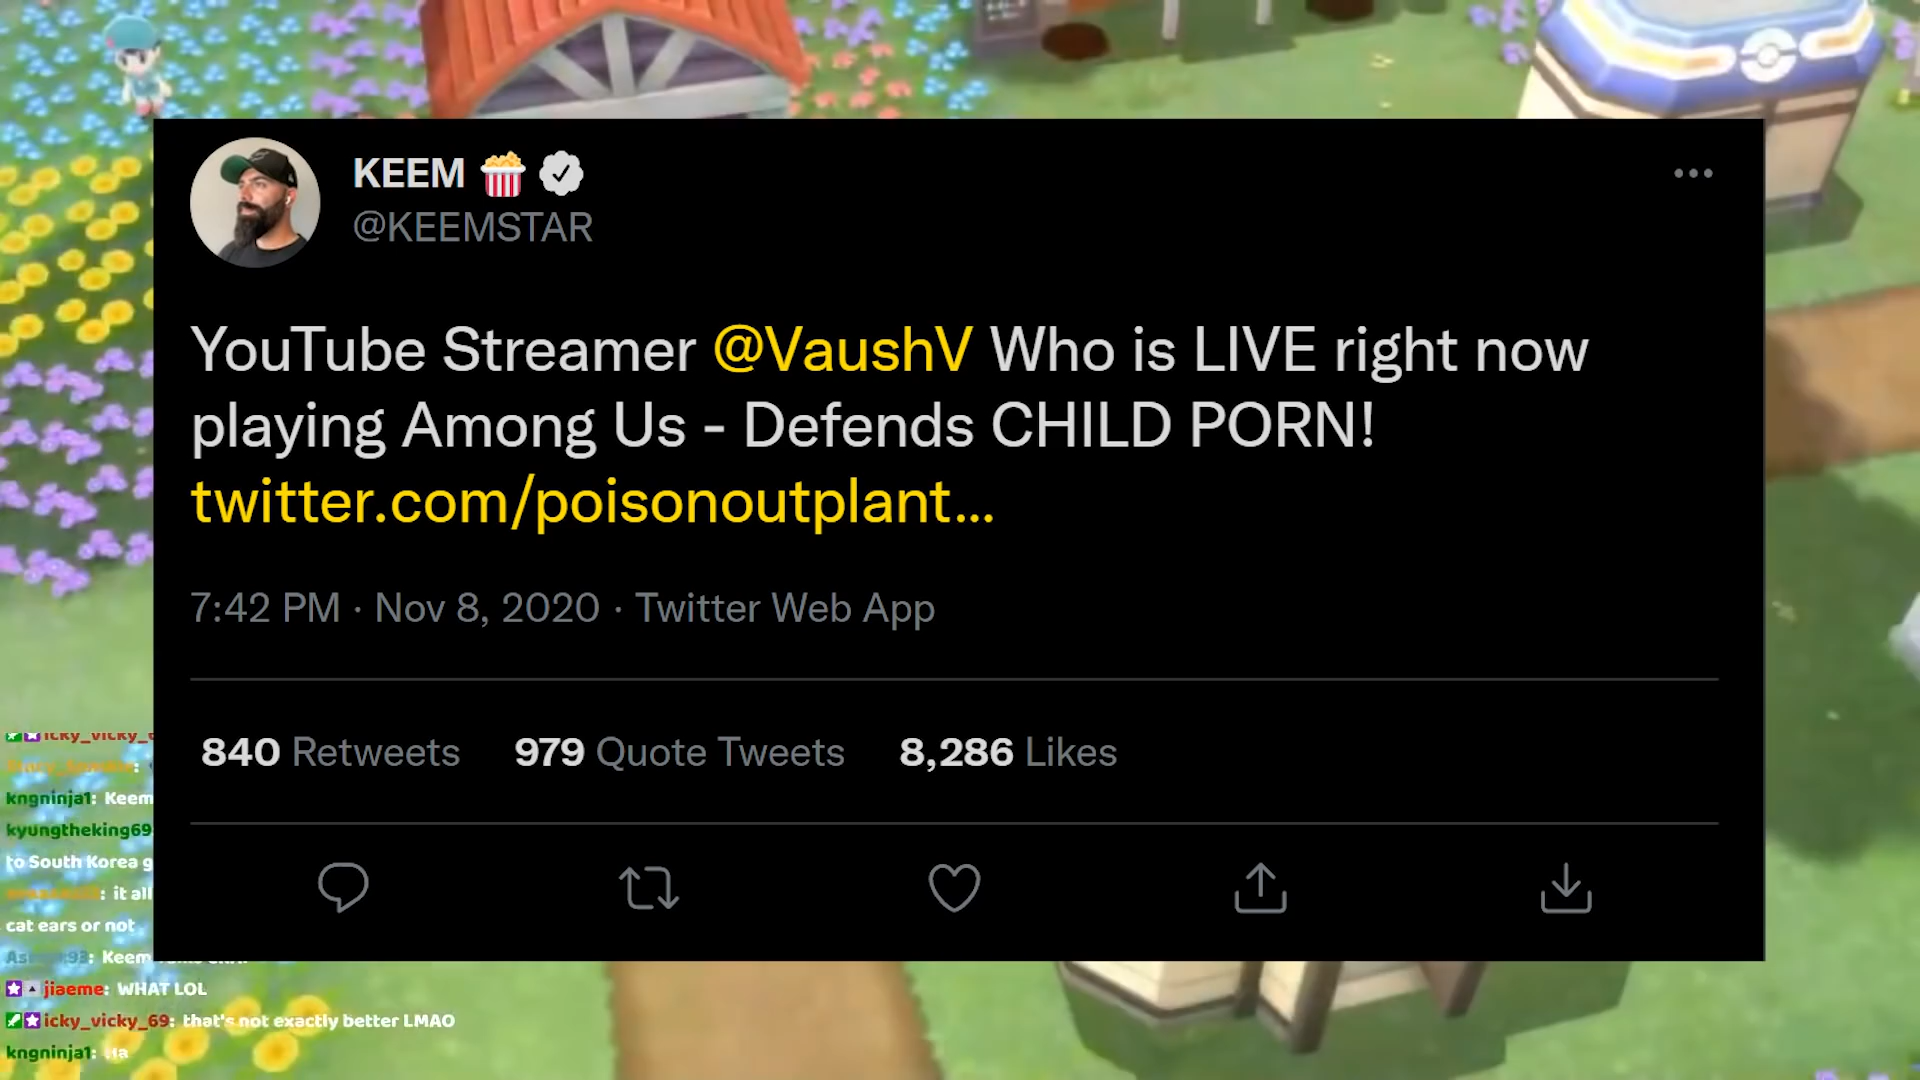 KEEM
@KEEMSTAR
YouTube Streamer @VaushV Who is LIVE right now
playing Among Us - Defends CHILD PORN!
twitter.com/poisonoutplant...
7:42 PM · Nov 8, 2020 · Twitter Web App
840 Retweets 979 Quote Tweets 8,286 Likes
icky_vicky_
kngninja1: Keem
kyungtheking69
to South Korea g
: it all
cat ears or not
Keem
jiaeme: WHAT LOL
icky_vicky_69: that's not exactly better LMAO
kngninja1: